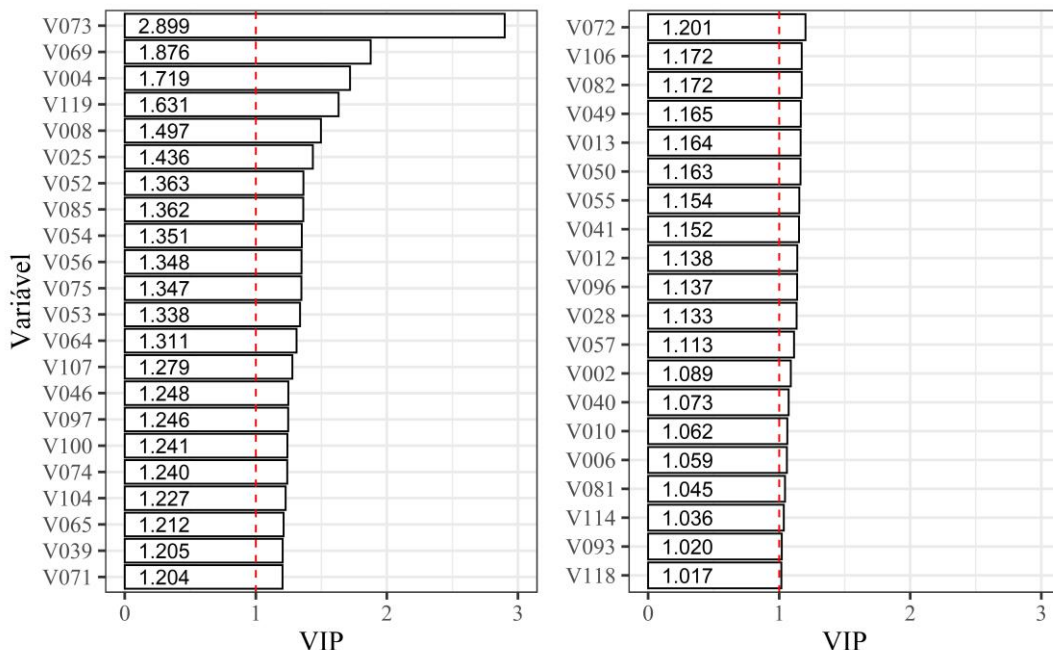 Variável
V073 2.899
V069 1.876
V004 1.719
V119 1.631
V008 1.497
V025 1.436
V052 1.363
V085 1.362
V054 1.351
V056 1.348
V075 1.347
V053 1.338
V064 1.311
V107 1.279
V046 1.248
V097 1.246
V100 1.241
V074 1.240
V104 1.227
V065 1.212
V039 1.205
V071 1.204
0 1 2 3
VIP
V072 1.201
V106 1.172
V082 1.172
V049 1.165
V013 1.164
V050 1.163
V055 1.154
V041 1.152
V012 1.138
V096 1.137
V028 1.133
V057 1.113
V002 1.089
V040 1.073
V010 1.062
V006 1.059
V081 1.045
V114 1.036
V093 1.020
V118 1.017
0 1 2 3
VIP